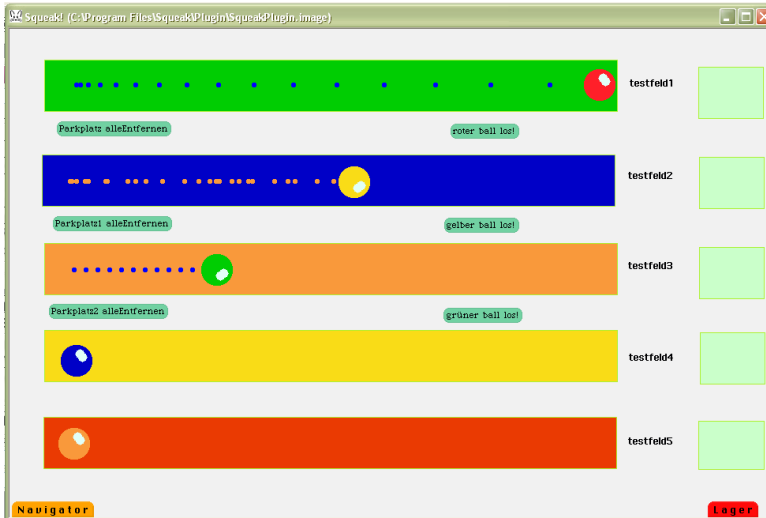 Squeak! (C:\Program Files\Squeak\Plugin\SqueakPlugin.image)
testfeld1
Parkplatz alleEntfernen
roter ball los!
testfeld2
Parkplatz1 alleEntfernen
gelber ball los!
testfeld3
Parkplatz2 alleEntfernen
grüner ball los!
testfeld4
testfeld5
Navigator
Lager